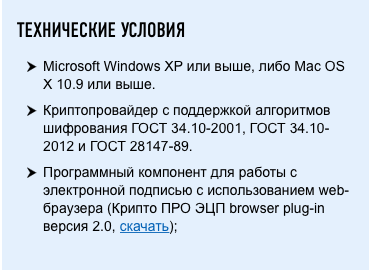 ТЕХНИЧЕСКИЕ УСЛОВИЯ
Microsoft Windows XP или выше, либо Mac OS
X 10.9 или выше.
Криптопровайдер с поддержкой алгоритмов
шифрования ГОСТ 34.10-2001, ГОСТ 34.10-
2012 и ГОСТ 28147-89.
Программный компонент для работы с
электронной подписью с использованием web-
браузера (Крипто ПРО ЭЦП browser plug-in
версия 2.0, скачать);